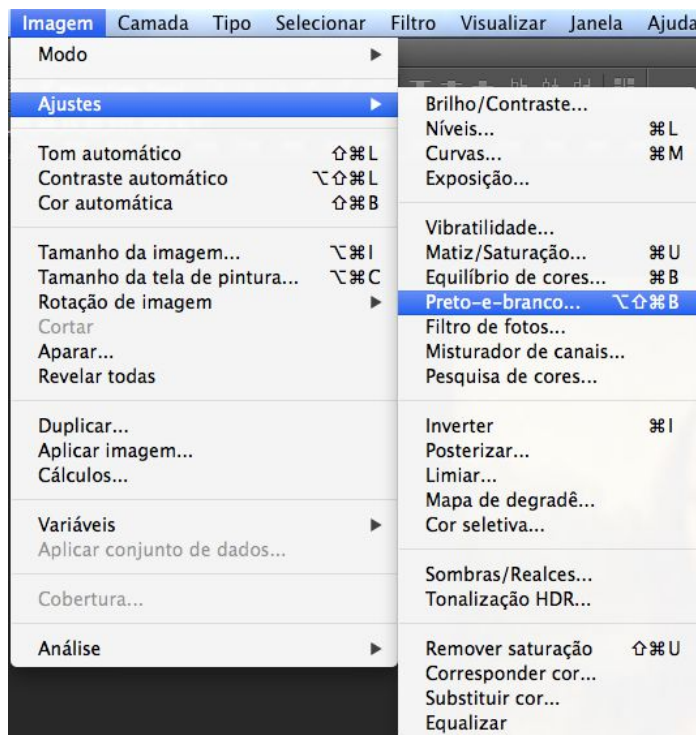 Imagem Camada Tipo Selecionar Filtro Visualizar Janela Ajuda
Modo ▶
Ajustes ▶
Tom automático ⇧⌘L
Contraste automático ⌥⇧⌘L
Cor automática ⇧⌘B
Tamanho da imagem... ⌥⌘I
Tamanho da tela de pintura... ⌥⌘C
Rotação de imagem ▶
Cortar
Aparar...
Revelar todas
Duplicar...
Aplicar imagem...
Cálculos...
Variáveis ▶
Aplicar conjunto de dados...
Cobertura...
Análise ▶
Brilho/Contraste...
Níveis... ⌘L
Curvas... ⌘M
Exposição...
Vibratilidade...
Matiz/Saturação... ⌘U
Equilíbrio de cores... ⌘B
Preto-e-branco... ⌥⇧⌘B
Filtro de fotos...
Misturador de canais...
Pesquisa de cores...
Inverter ⌘I
Posterizar...
Limiar...
Mapa de degradê...
Cor seletiva...
Sombras/Realces...
Tonalização HDR...
Remover saturação ⇧⌘U
Corresponder cor...
Substituir cor...
Equalizar